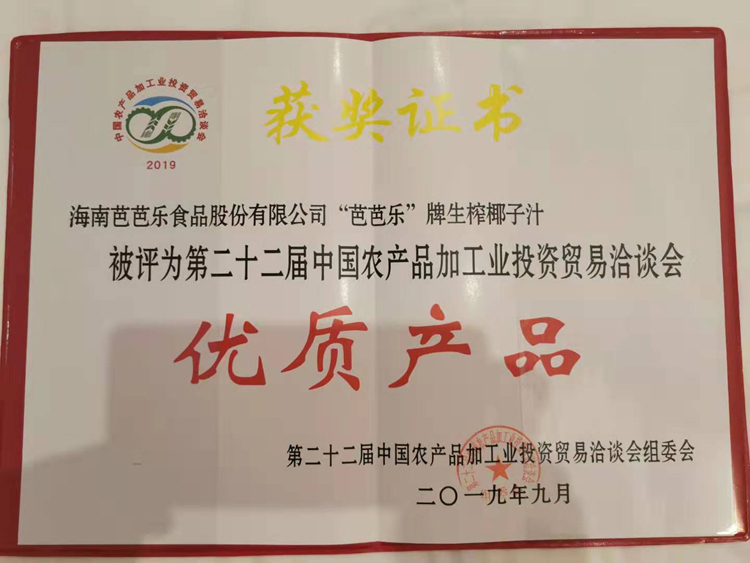 中国农产品加工业投资贸易洽谈会
2019
获奖证书
海南芭芭乐食品股份有限公司“芭芭乐”牌生榨椰子汁
被评为第二十二届中国农产品加工业投资贸易洽谈会
优质产品
第二十二届中国农产品加工业投资贸易洽谈会组委会
二〇一九年九月